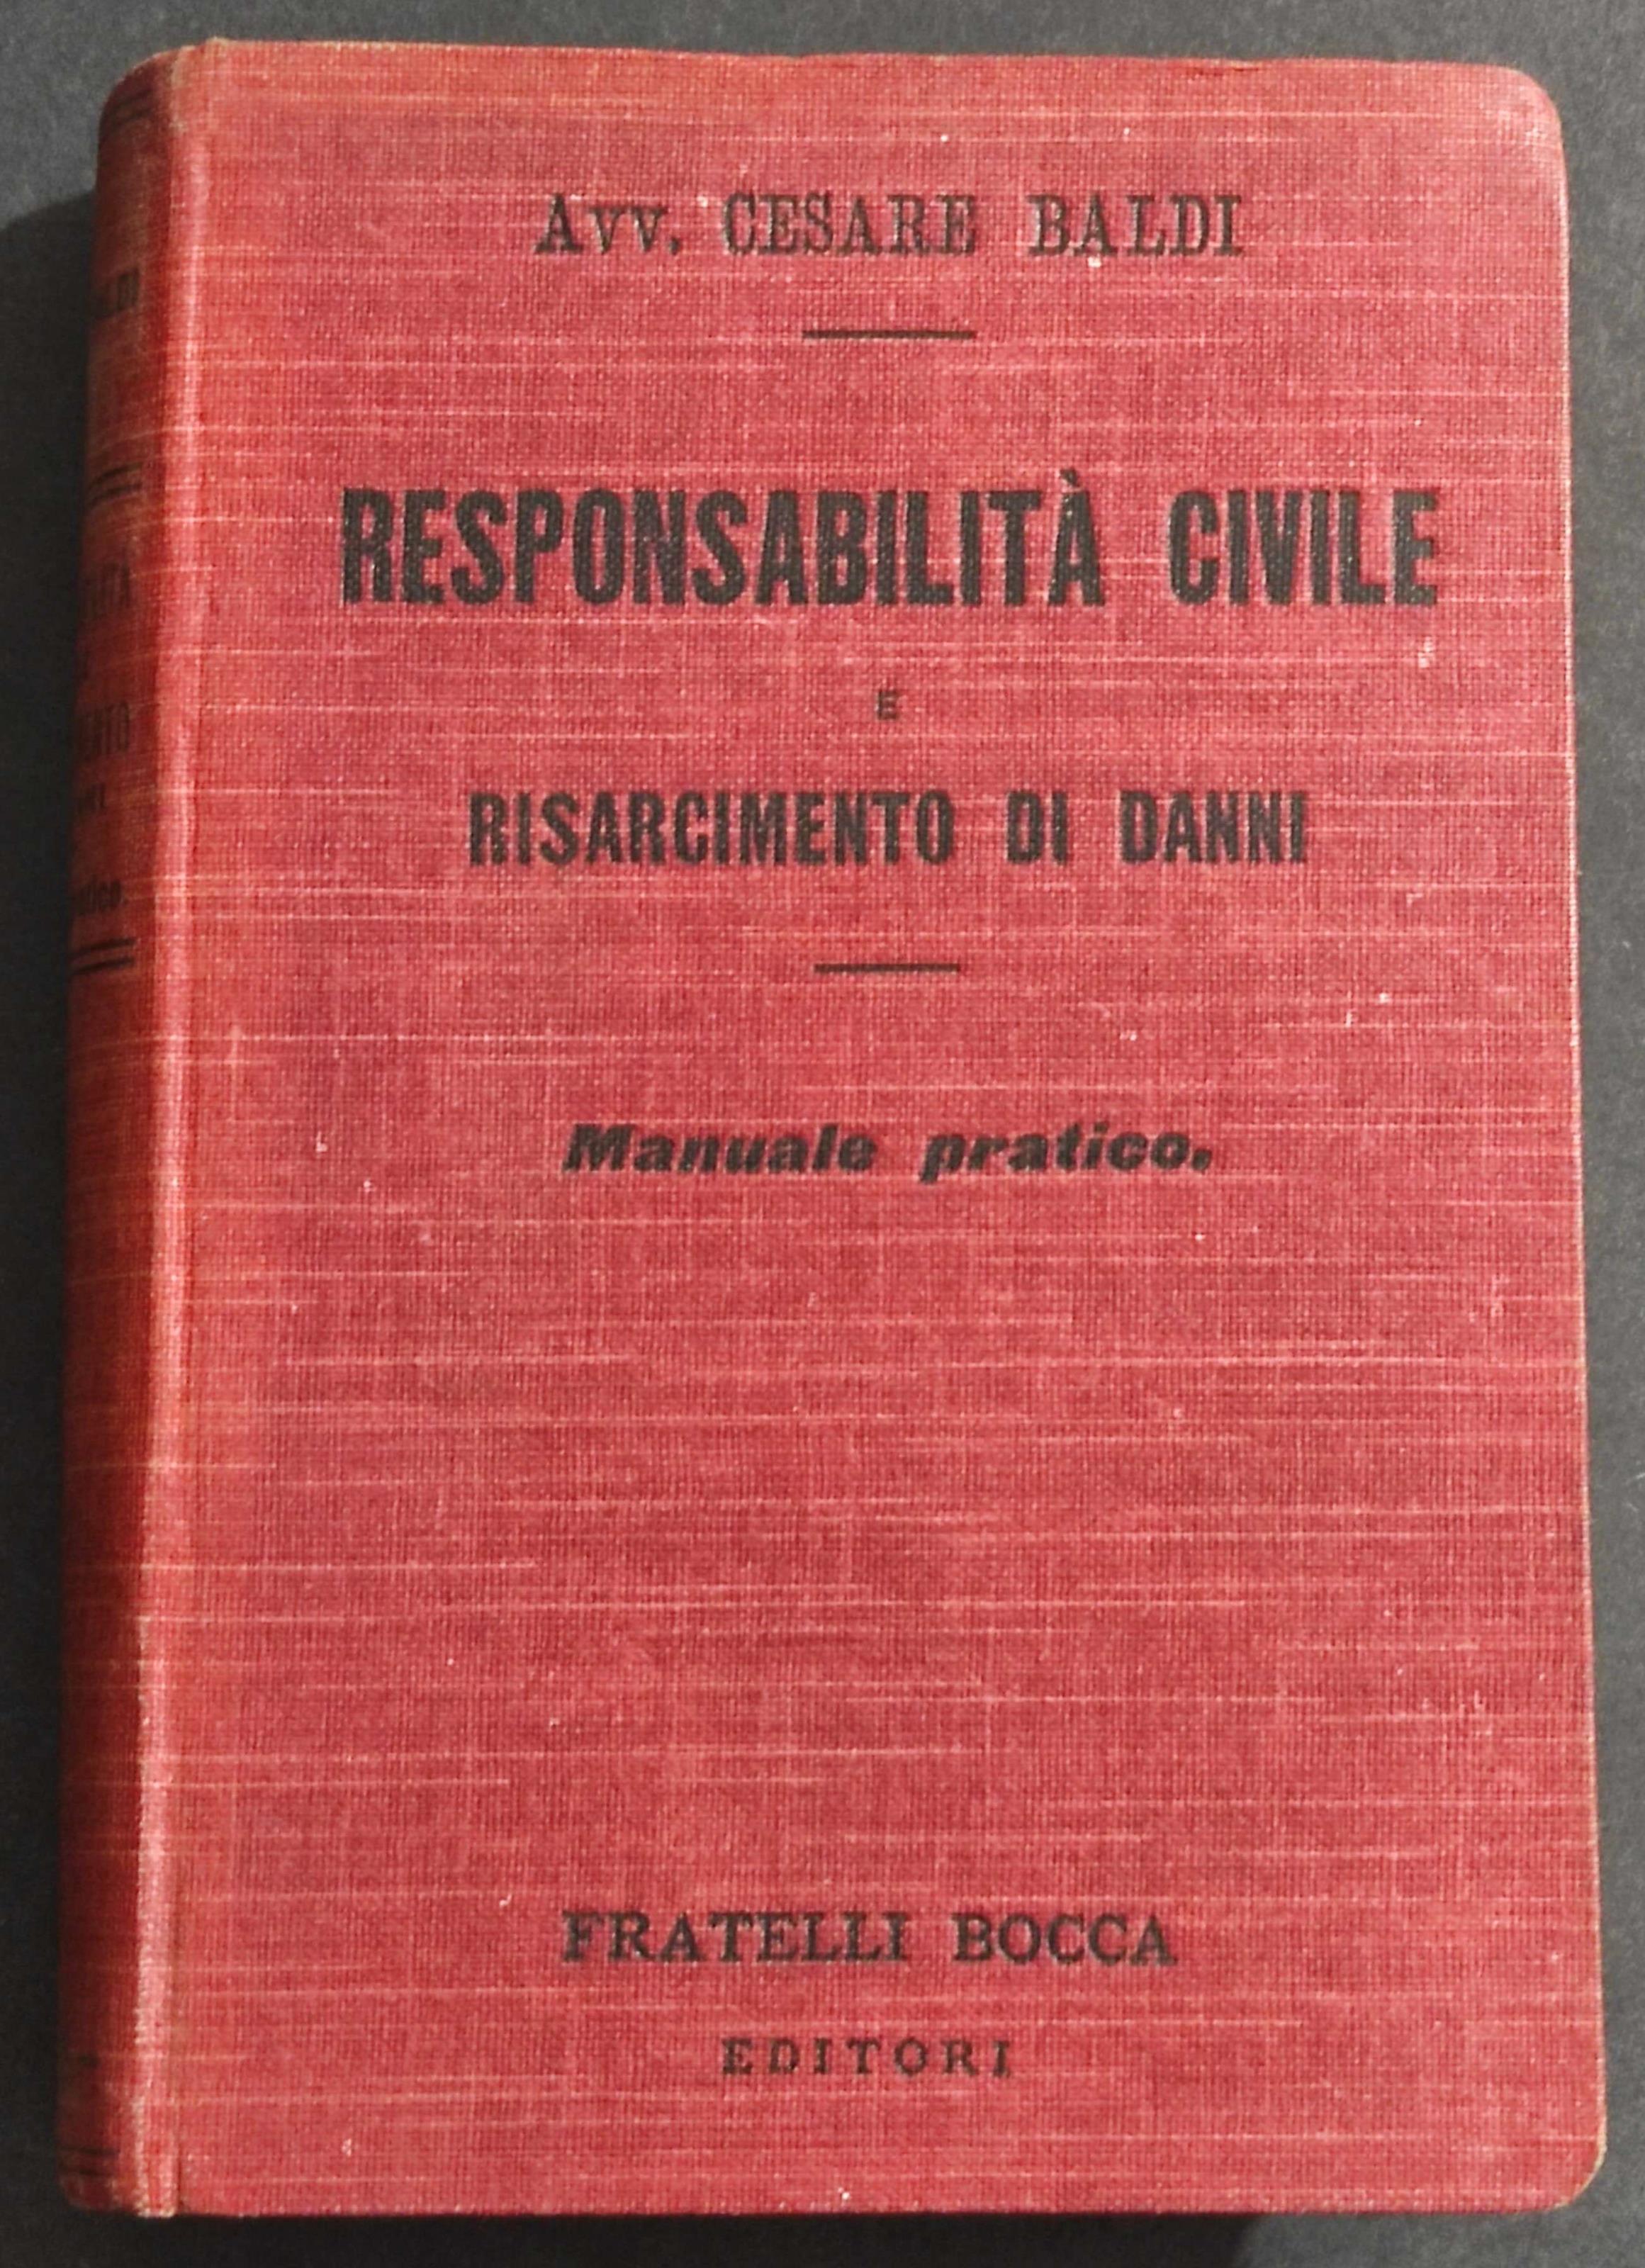 Avv. CESARE BALDI
RESPONSABILITÀ CIVILE
E
RISARCIMENTO DI DANNI
Manuale pratico.
FRATELLI BOCCA
EDITORI